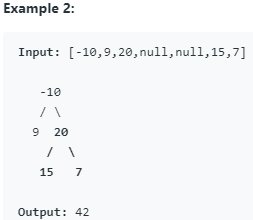 Example 2:
Input: [-10,9,20,null,null,15,7]
-10
/ \
9 20
/ \
15 7
Output: 42